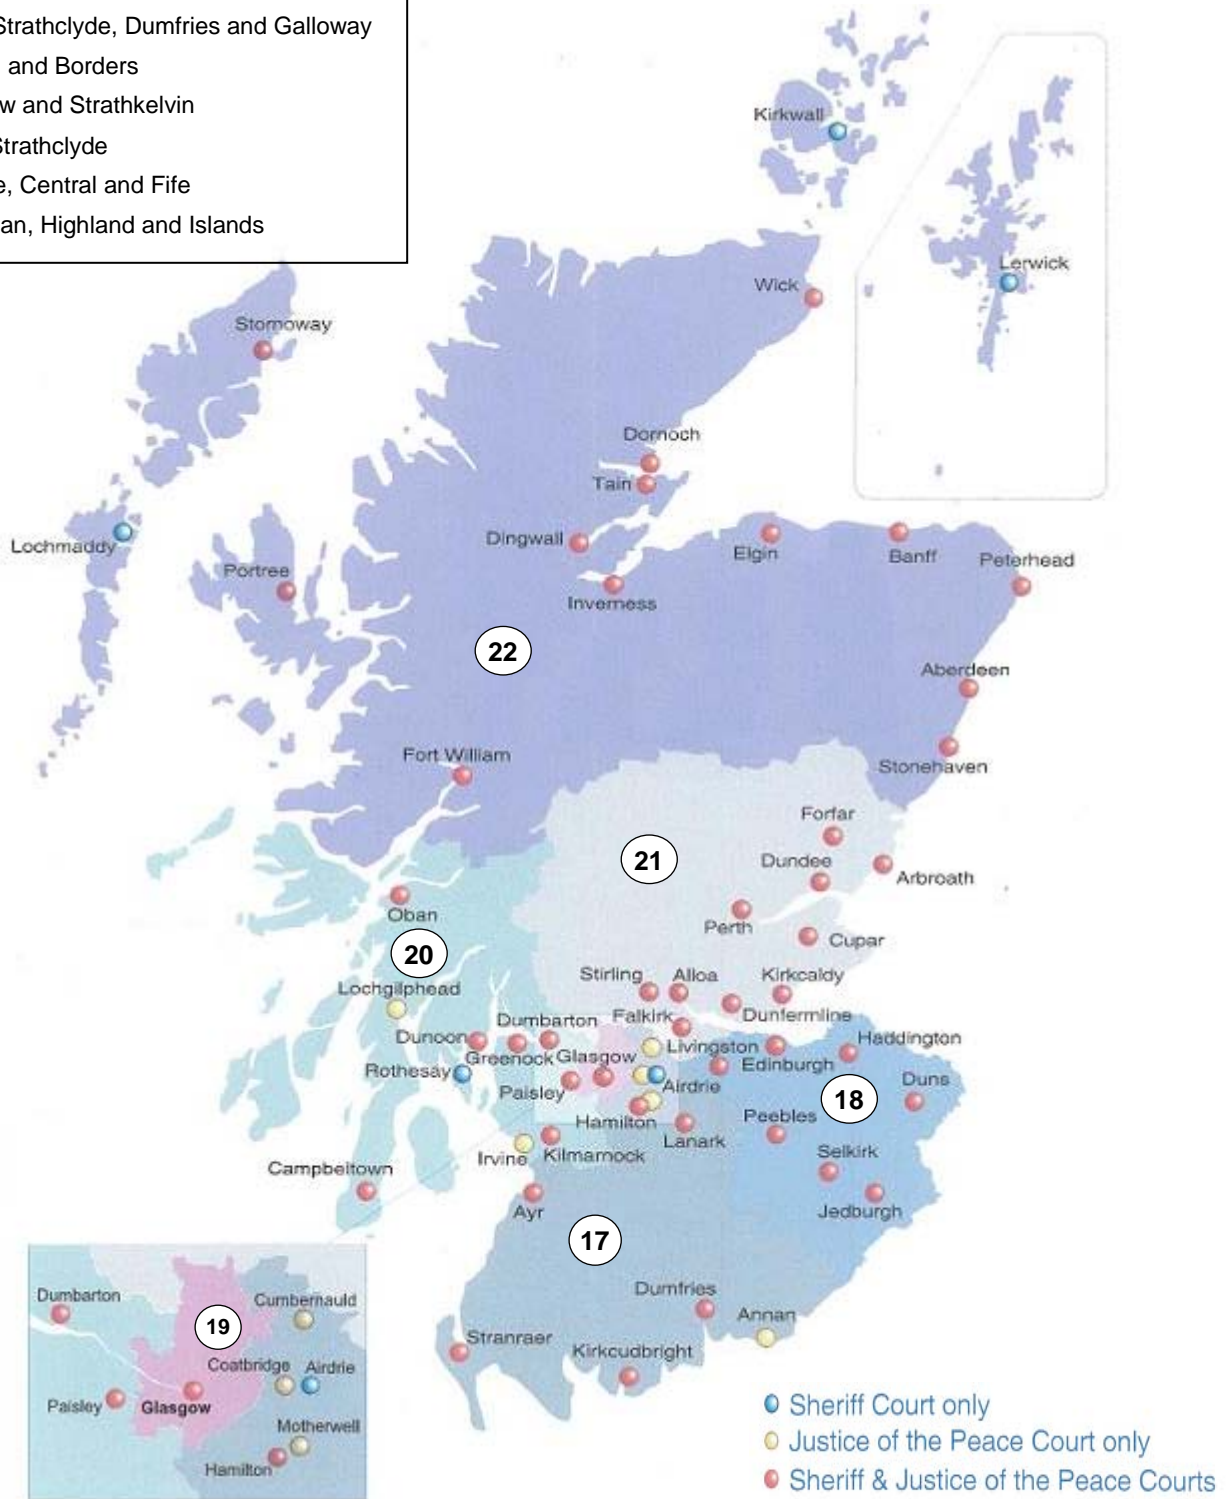 Strathclyde, Dumfries and Galloway
and Borders
w and Strathkelvin
Strathclyde
e, Central and Fife
an, Highland and Islands
Kirkwall
Lerwick
Wick
Stornoway
Dornoch
Tain
Lochmaddy
Dingwall
Elgin
Banff
Peterhead
Portree
Inverness
22
Aberdeen
Fort William
Stonehaven
Forfar
21
Dundee
Arbroath
Oban
Perth
Cupar
20
Stirling
Alloa
Kirkcaldy
Lochgilphead
Dumbarton
Falkirk
Dunfermline
Dunoon
Greenock
Glasgow
Livingston
Edinburgh
Haddington
Rothesay
Paisley
Airdrie
Duns
18
Hamilton
Lanark
Peebles
Irvine
Kilmarnock
Selkirk
Campbeltown
Ayr
Jedburgh
17
Dumfries
Annan
Stranraer
Kirkcudbright
Dumbarton
19
Cumbernauld
Coatbridge
Airdrie
Paisley
Glasgow
Motherwell
Hamilton
Sheriff Court only
Justice of the Peace Court only
Sheriff & Justice of the Peace Courts